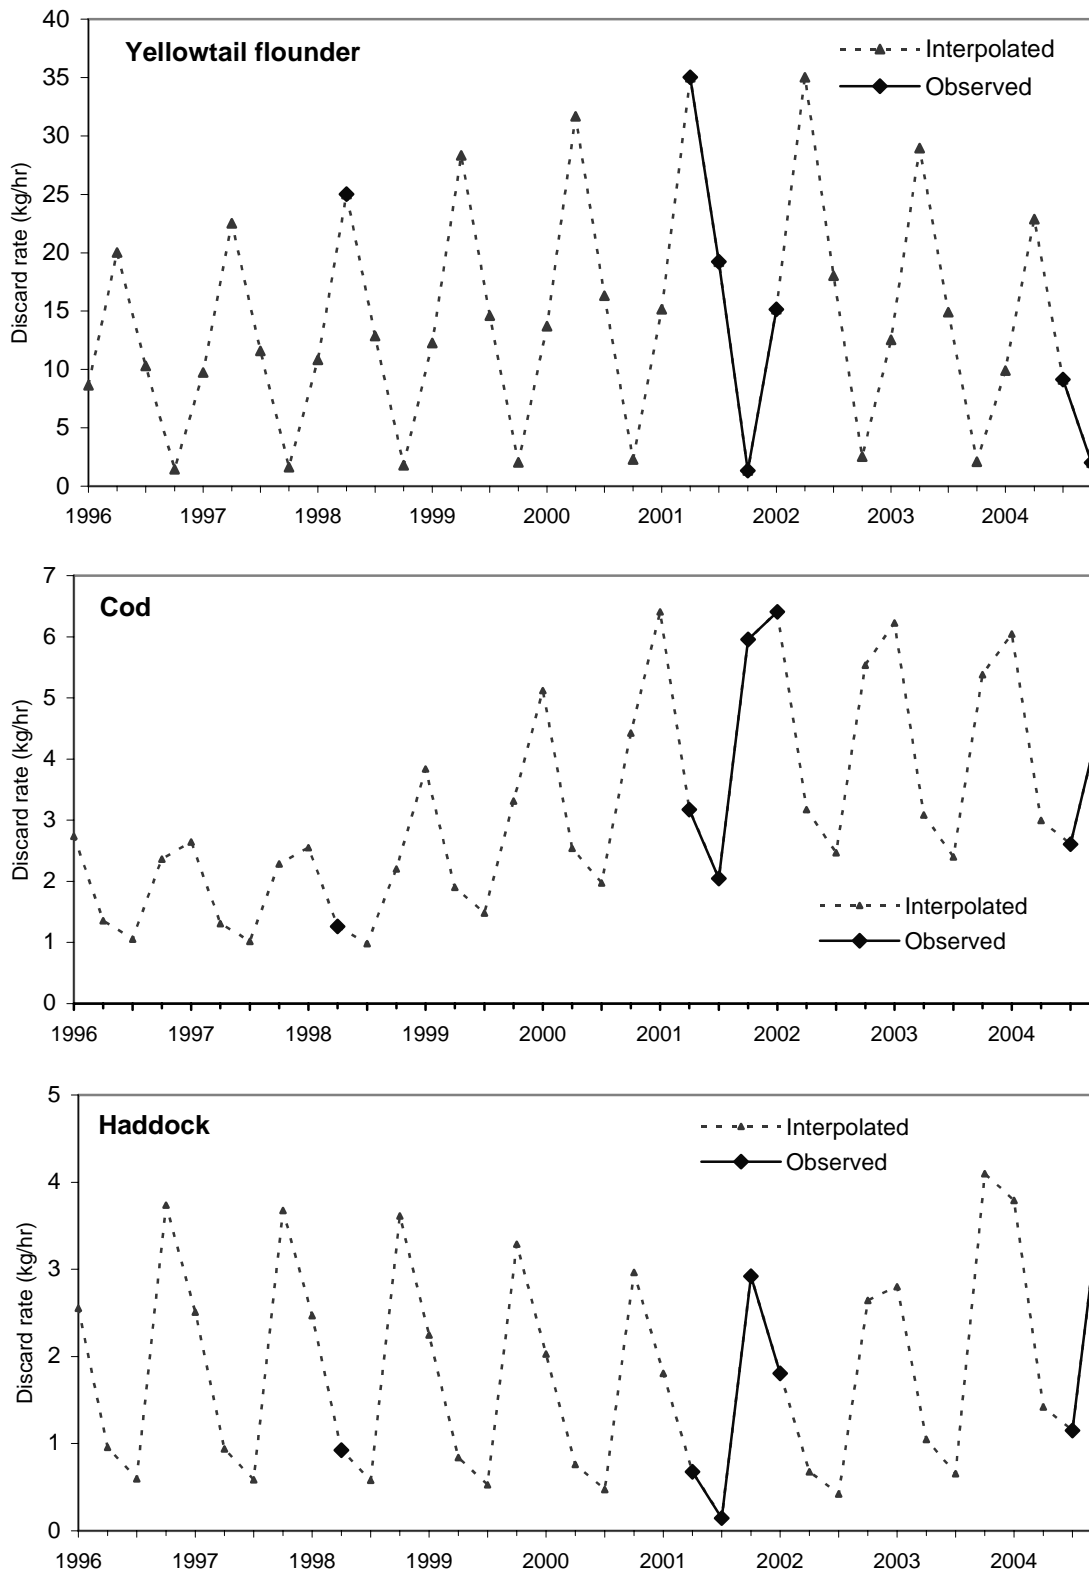 Yellowtail flounder
Interpolated
Observed
Discard rate (kg/hr)
40
35
30
25
20
15
10
5
0
1996 1997 1998 1999 2000 2001 2002 2003 2004
Cod
Discard rate (kg/hr)
7
6
5
4
3
2
1
0
Interpolated
Observed
1996 1997 1998 1999 2000 2001 2002 2003 2004
Haddock
Interpolated
Observed
Discard rate (kg/hr)
5
4
3
2
1
0
1996 1997 1998 1999 2000 2001 2002 2003 2004